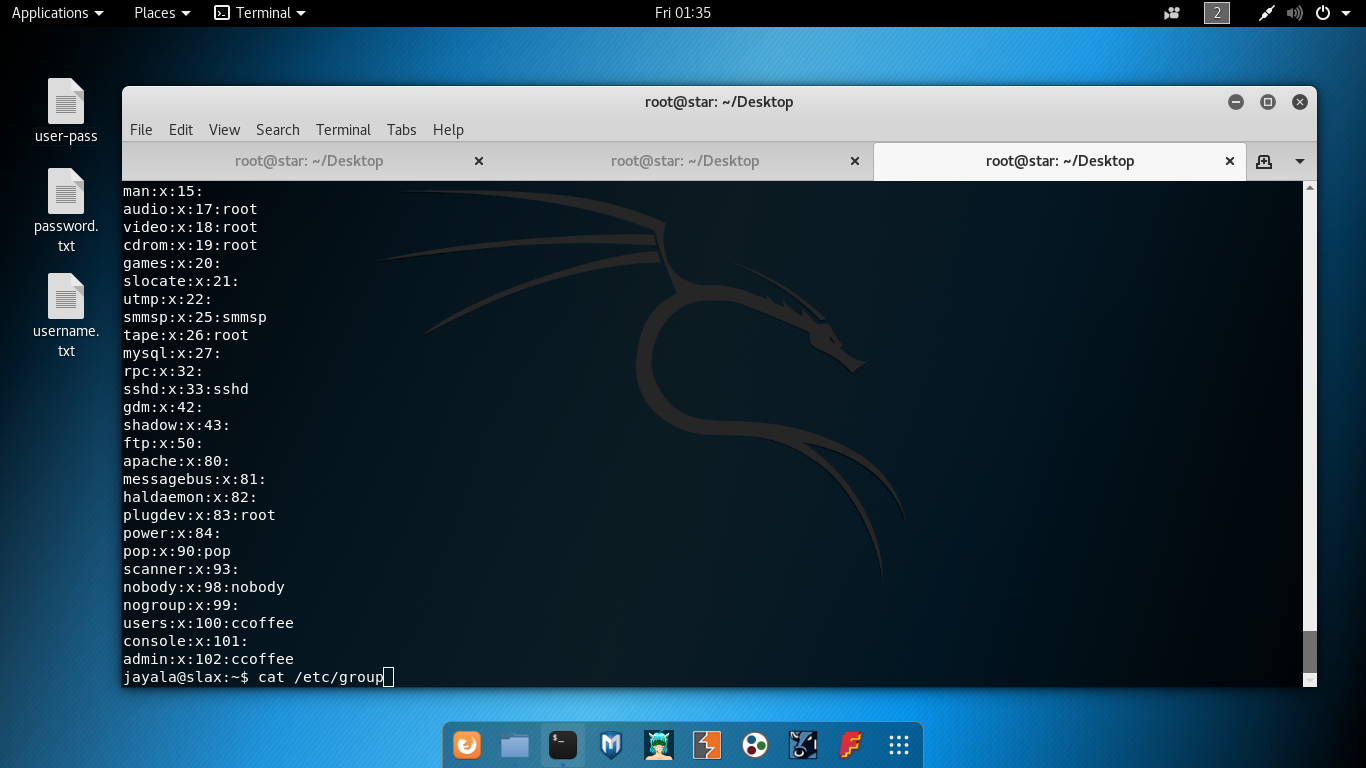 Applications Places Terminal Fri 01:35 2
user-pass
password.
txt
username.
txt
root@star: ~/Desktop
File Edit View Search Terminal Tabs Help
root@star: ~/Desktop root@star: ~/Desktop root@star: ~/Desktop
man:x:15:
audio:x:17:root
video:x:18:root
cdrom:x:19:root
games:x:20:
slocate:x:21:
utmp:x:22:
smmsp:x:25:smmsp
tape:x:26:root
mysql:x:27:
rpc:x:32:
sshd:x:33:sshd
gdm:x:42:
shadow:x:43:
ftp:x:50:
apache:x:80:
messagebus:x:81:
haldaemon:x:82:
plugdev:x:83:root
power:x:84:
pop:x:90:pop
scanner:x:93:
nobody:x:98:nobody
nogroup:x:99:
users:x:100:ccoffee
console:x:101:
admin:x:102:ccoffee
jayala@slax:~$ cat /etc/group